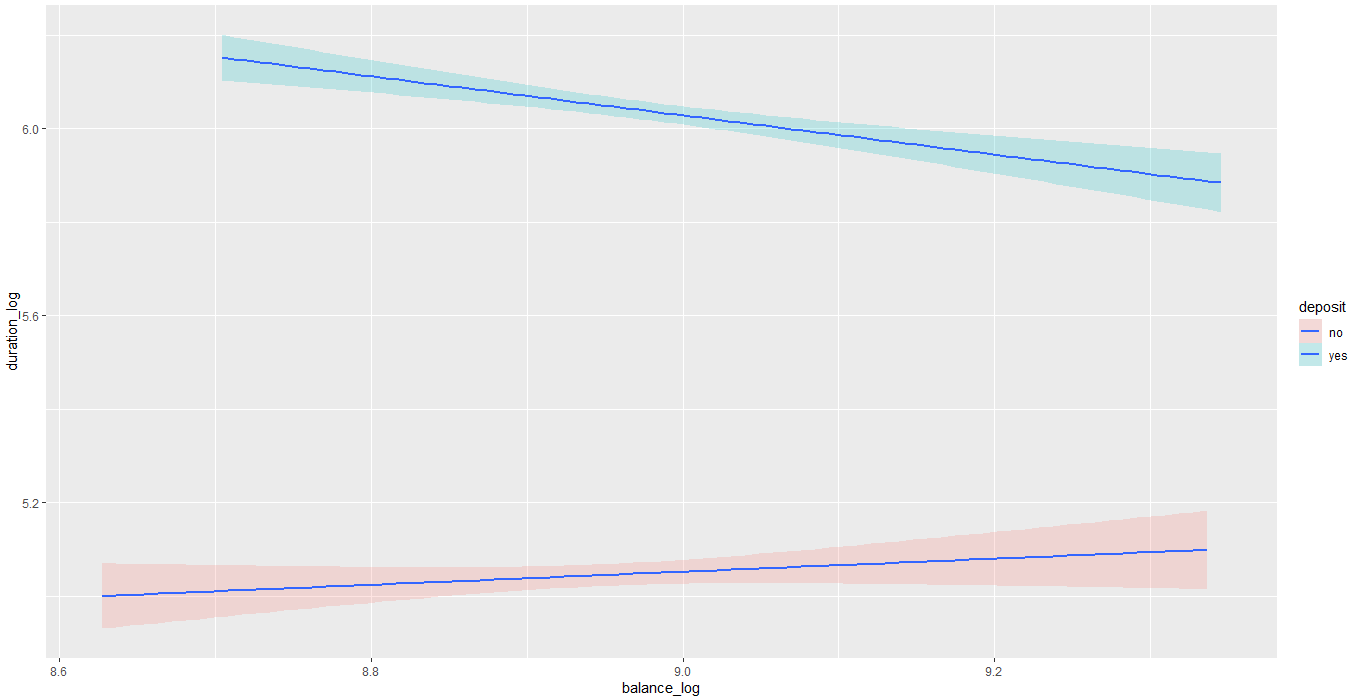 6.0
5.6
5.2
duration_log
8.6 8.8 9.0 9.2
balance_log
deposit
no
yes